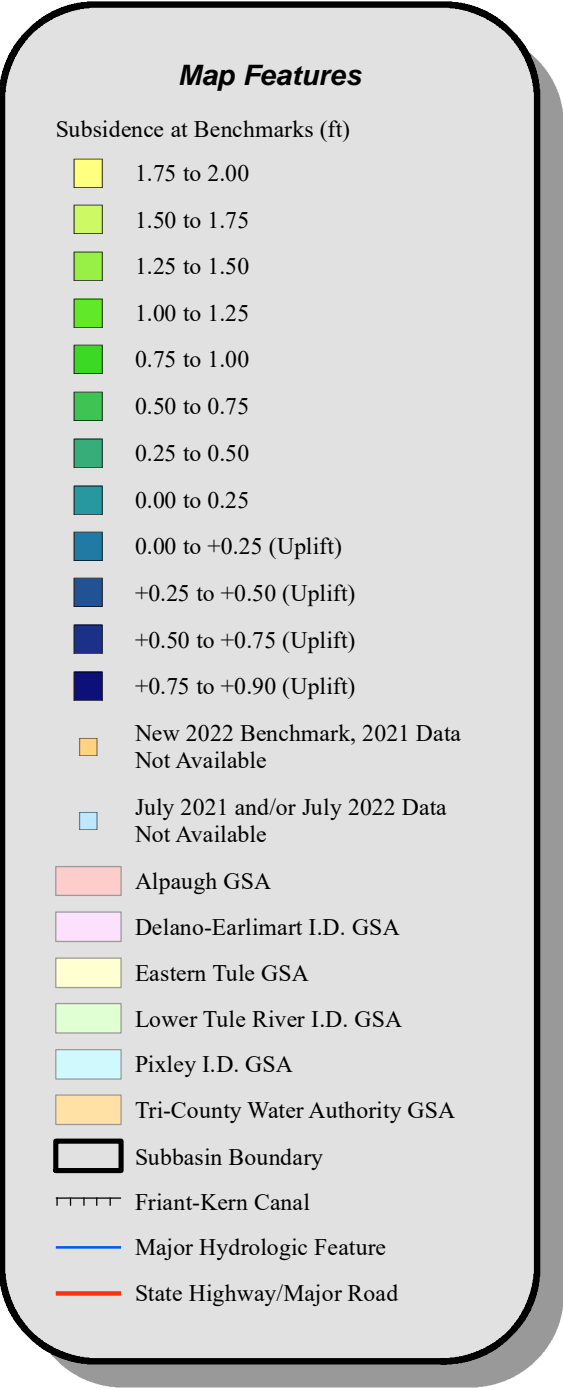 Map Features
Subsidence at Benchmarks (ft)
1.75 to 2.00
1.50 to 1.75
1.25 to 1.50
1.00 to 1.25
0.75 to 1.00
0.50 to 0.75
0.25 to 0.50
0.00 to 0.25
0.00 to +0.25 (Uplift)
+0.25 to +0.50 (Uplift)
+0.50 to +0.75 (Uplift)
+0.75 to +0.90 (Uplift)
New 2022 Benchmark, 2021 Data
Not Available
July 2021 and/or July 2022 Data
Not Available
Alpaugh GSA
Delano-Earlimart I.D. GSA
Eastern Tule GSA
Lower Tule River I.D. GSA
Pixley I.D. GSA
Tri-County Water Authority GSA
Subbasin Boundary
Friant-Kern Canal
Major Hydrologic Feature
State Highway/Major Road